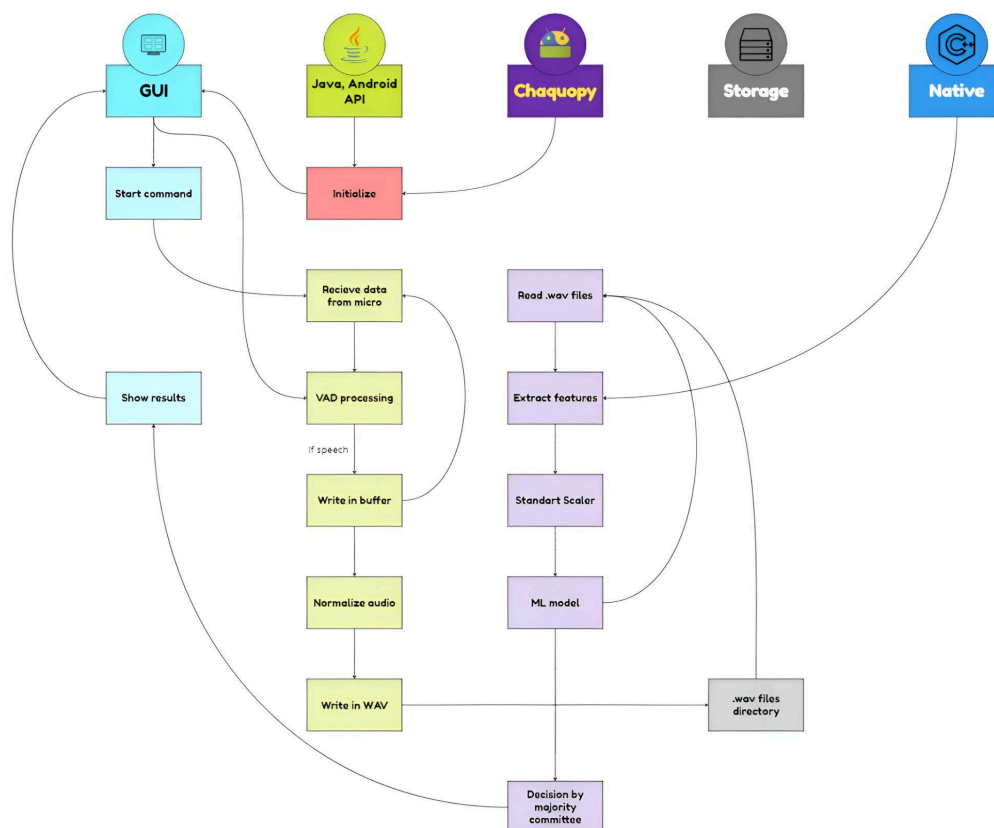 GUI
Java, Android
API
Chaquopy
Storage
C++
Native
Start command
Initialize
Recieve data
from micro
Read .wav files
Show results
VAD processing
Extract features
If speech
Write in buffer
Standart Scaler
Normalize audio
ML model
Write in WAV
.wav files
directory
Decision by
majority
committee